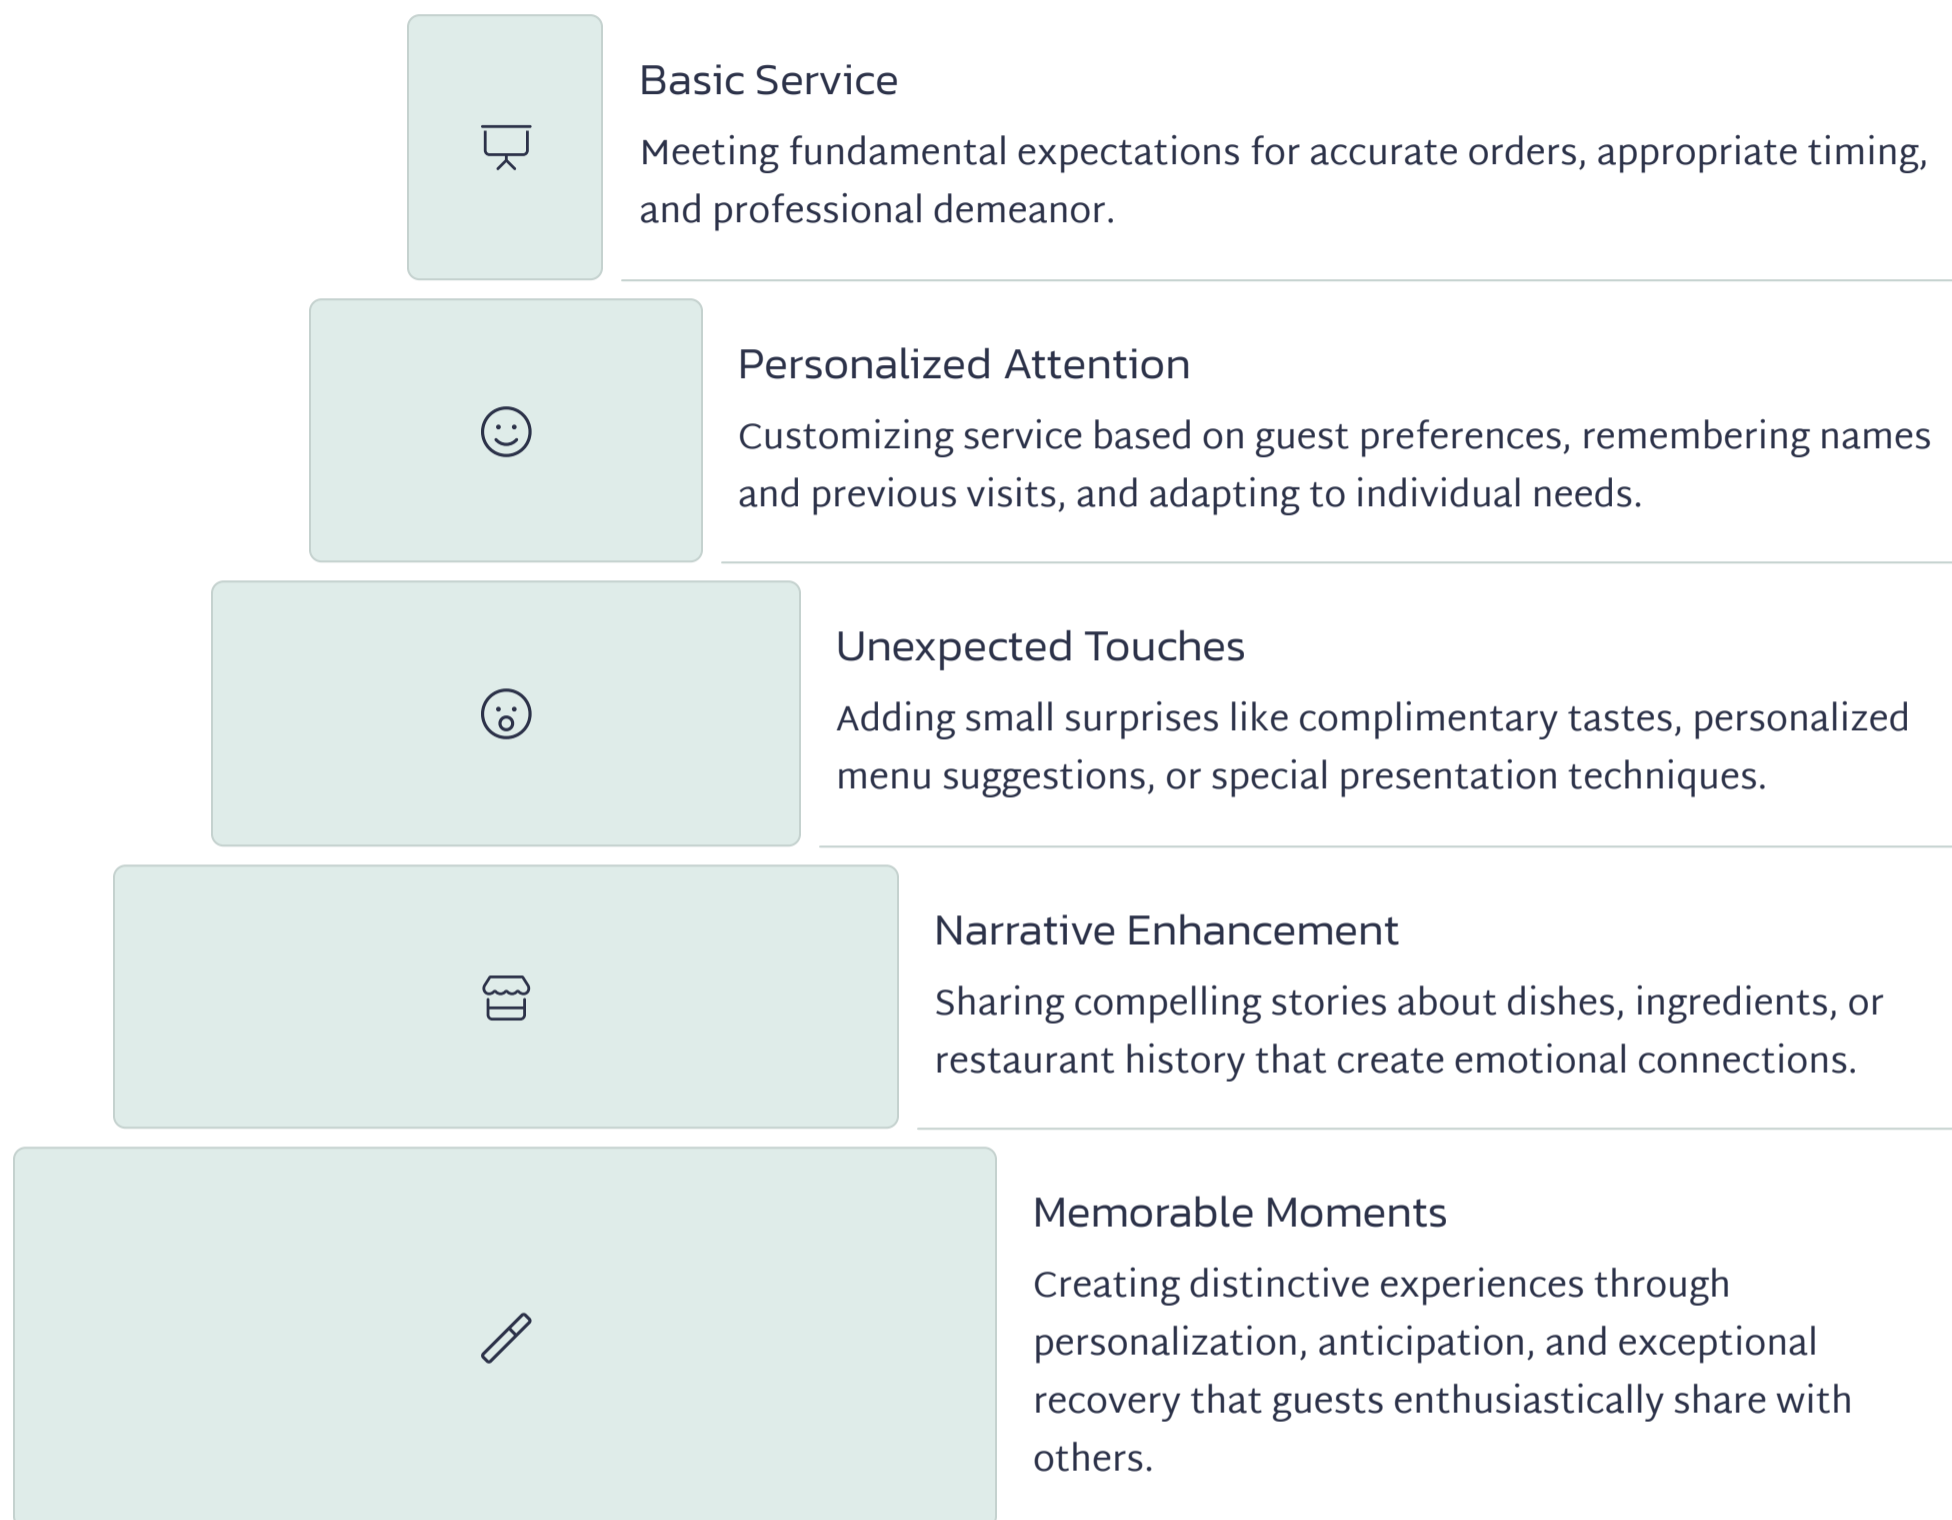 Basic Service
Meeting fundamental expectations for accurate orders, appropriate timing,
and professional demeanor.
Personalized Attention
Customizing service based on guest preferences, remembering names
and previous visits, and adapting to individual needs.
Unexpected Touches
Adding small surprises like complimentary tastes, personalized
menu suggestions, or special presentation techniques.
Narrative Enhancement
Sharing compelling stories about dishes, ingredients, or
restaurant history that create emotional connections.
Memorable Moments
Creating distinctive experiences through
personalization, anticipation, and exceptional
recovery that guests enthusiastically share with
others.